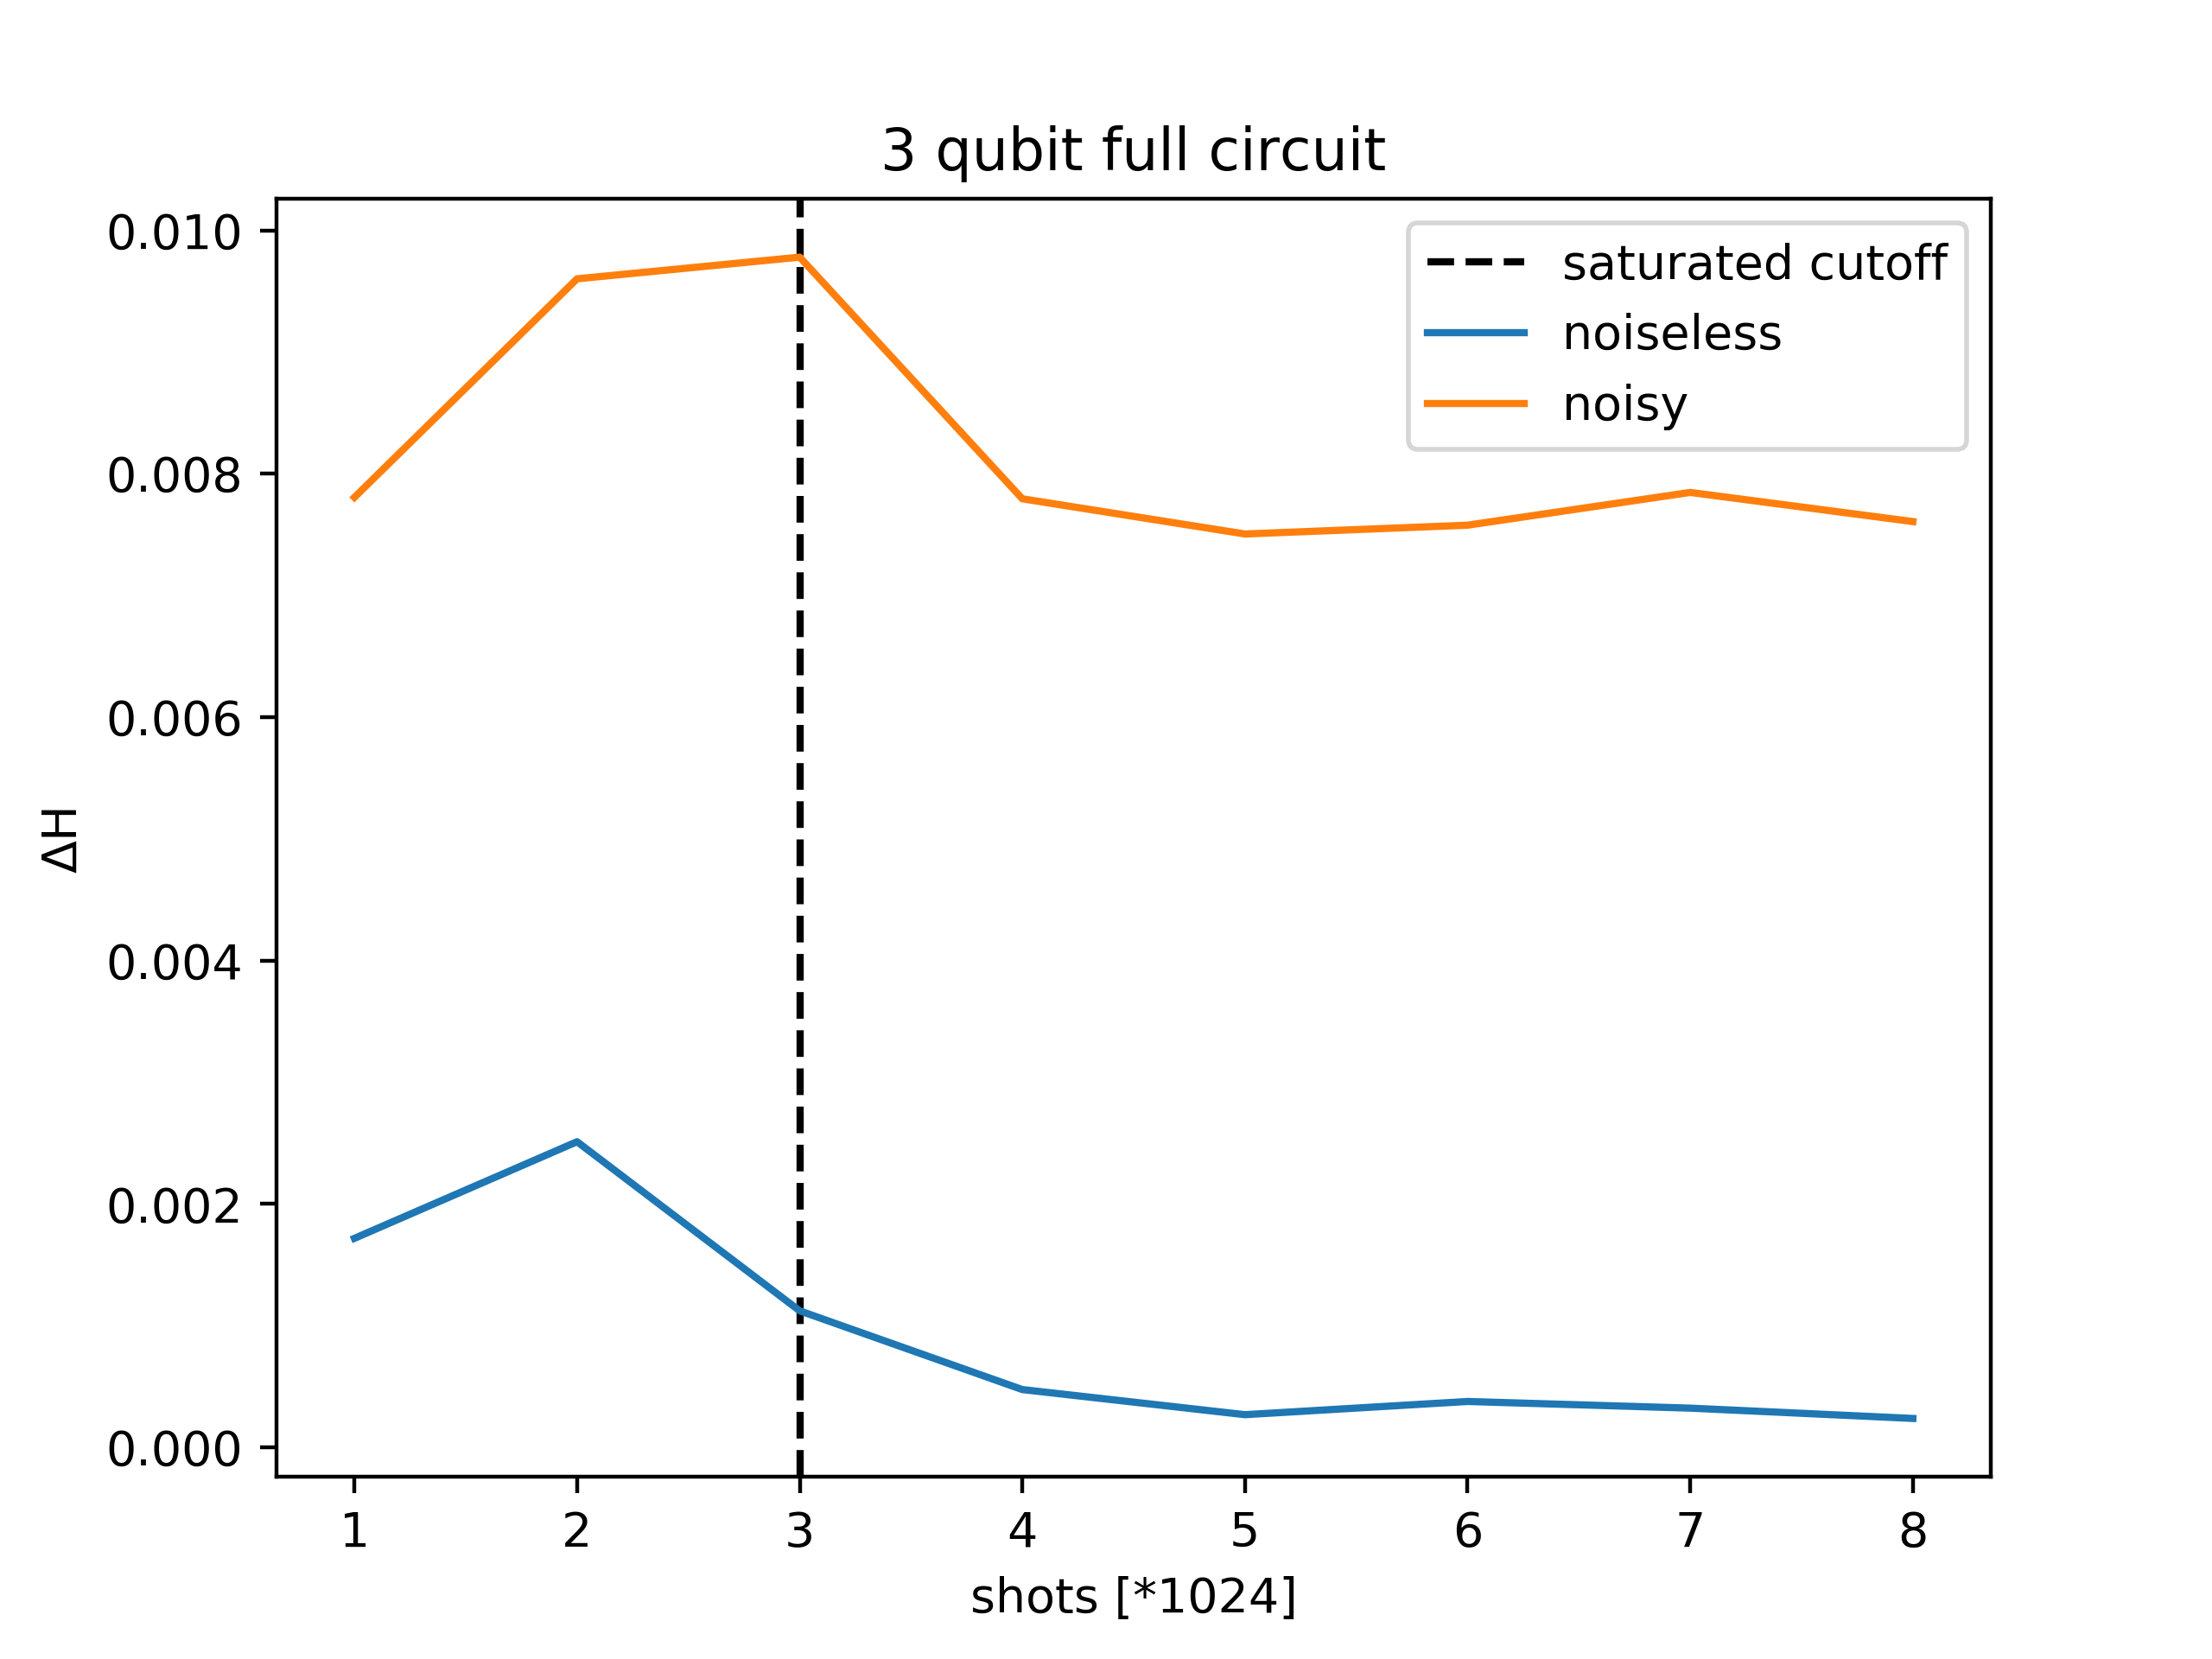 3 qubit full circuit
saturated cutoff
noiseless
noisy
ΔH
0.010
0.008
0.006
0.004
0.002
0.000
1 2 3 4 5 6 7 8
shots [*1024]